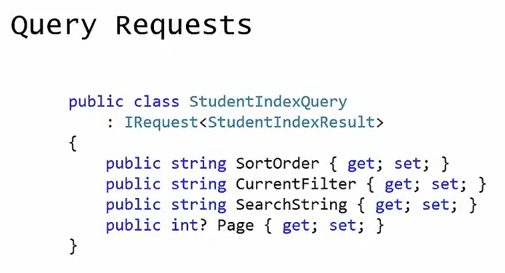 Query Requests
public class StudentIndexQuery
: IRequest<StudentIndexResult>
{
public string SortOrder { get; set; }
public string CurrentFilter { get; set; }
public string SearchString { get; set; }
public int? Page { get; set; }
}